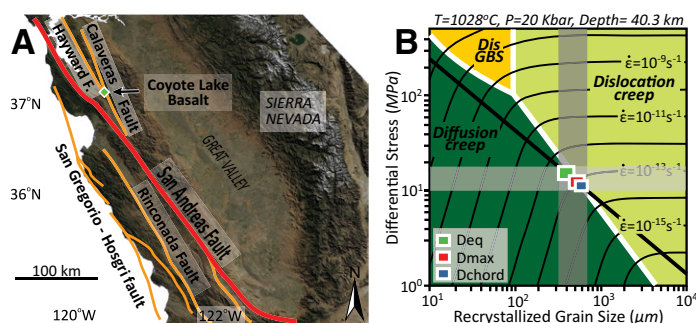 A
Hayward F.
Calaveras
Fault
Coyote Lake
Basalt
SIERRA
NEVADA
GREAT VALLEY
37°N
San Andreas Fault
36°N
San Gregorio - Hosgri fault
Rinconada Fault
100 km
N
120°W
122°W
B
T=1028°C, P=20 Kbar, Depth= 40.3 km
Dis
GBS
ε̇=10⁻⁹s⁻¹
Dislocation
creep
ε̇=10⁻¹¹s⁻¹
Diffusion
creep
ε̇=10⁻¹³s⁻¹
ε̇=10⁻¹⁵s⁻¹
Deq
Dmax
Dchord
Differential Stress (MPa)
10²
10¹
10⁰
10¹
10²
10³
10⁴
Recrystallized Grain Size (μm)